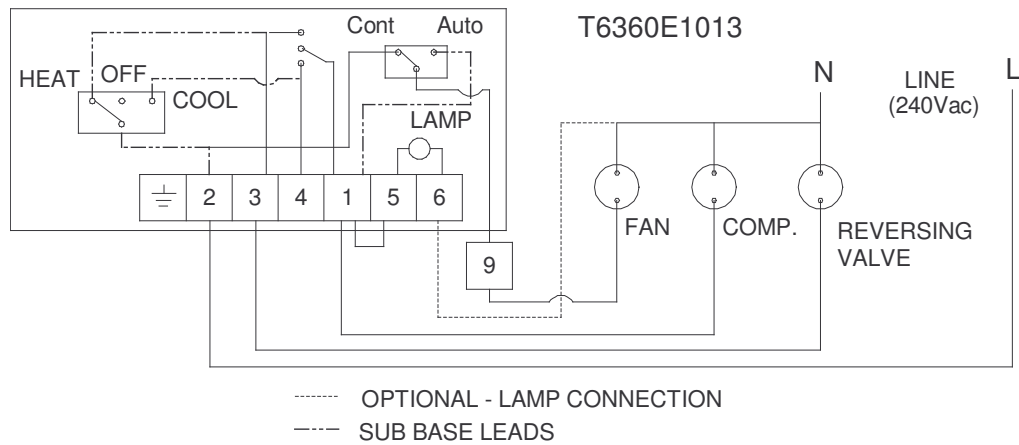 T6360E1013
Cont Auto
N LINE L
(240Vac)
HEAT OFF
COOL
LAMP
2 3 4 1 5 6
FAN COMP. REVERSING
VALVE
9
OPTIONAL - LAMP CONNECTION
SUB BASE LEADS